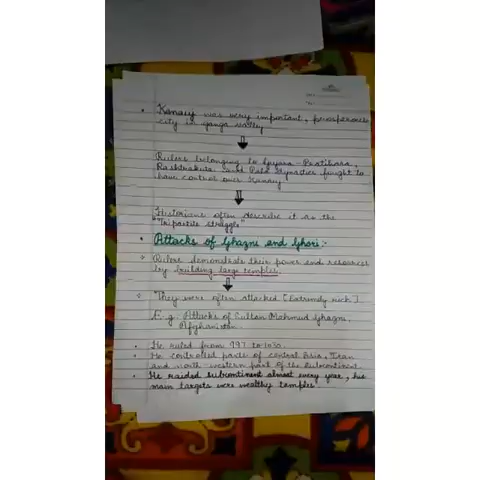 Kanauj was very important, prosperous
city in ganga valley
Rulers belonging to Gurjara-Pratihara,
Rashtrakuta and Pala Dynasties fought to
have control over Kanauj
Historians often describe it as the
"Tripartite struggle"
Attacks of Ghazni and Ghori:-
Rulers demonstrate their power and resources
by building large temples.
They were often attacked [Extremely rich]
E.g. Attacks of Sultan Mahmud Ghazni,
Afghanistan.
He ruled from 997 to 1030.
He controlled parts of central Asia, Iran
and north-western part of the subcontinent
He raided subcontinent almost every year, his
main targets were wealthy temples